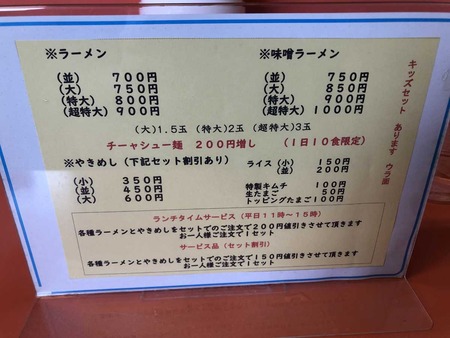 ※ラーメン
(並) 700円
(大) 750円
(特大) 800円
(超特大) 900円
※味噌ラーメン
(並) 750円
(大) 850円
(特大) 900円
(超特大) 1000円
キッズセット あります ウラ面
(大)1.5玉 (特大)2玉 (超特大)3玉
チーャシュー麺 200円増し (1日10食限定)
※やきめし(下記セット割引あり)
(小) 350円
(並) 450円
(大) 600円
ライス (小) 150円
(並) 200円
特製キムチ 100円
生たまご 50円
トッピングたまご 100円
ランチタイムサービス (平日11時~15時)
各種ラーメンとやきめしをセットでのご注文で200円値引きさせて頂きます
お一人様ご注文で1セット
サービス品 (セット割引)
各種ラーメンとやきめしをセットでのご注文で150円値引きさせて頂きます
お一人様ご注文で1セット